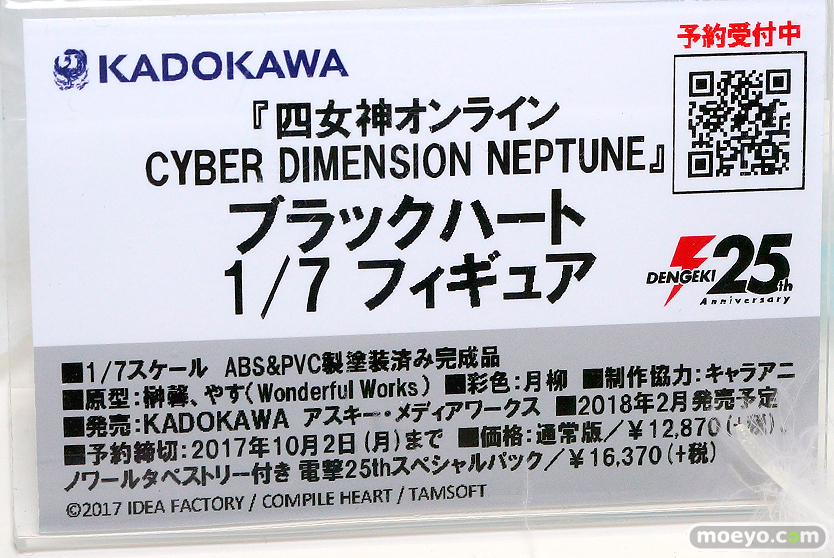 予約受付中
KADOKAWA
『四女神オンライン
CYBER DIMENSION NEPTUNE』
ブラックハート
1/7 フィギュア
DENGEKI 25th
Anniversary
■1/7スケール ABS&PVC製塗装済み完成品
■原型:榊馨、やす(Wonderful Works) ■彩色:月柳 ■制作協力:キャラアニ
■発売:KADOKAWA アスキー・メディアワークス ■2018年2月発売予定
■予約締切:2017年10月2日(月)まで ■価格:通常版/¥12,870(+税)、
ノワールタペストリー付き 電撃25thスペシャルパック/¥16,370(+税)
©2017 IDEA FACTORY / COMPILE HEART / TAMSOFT
moeyo.com